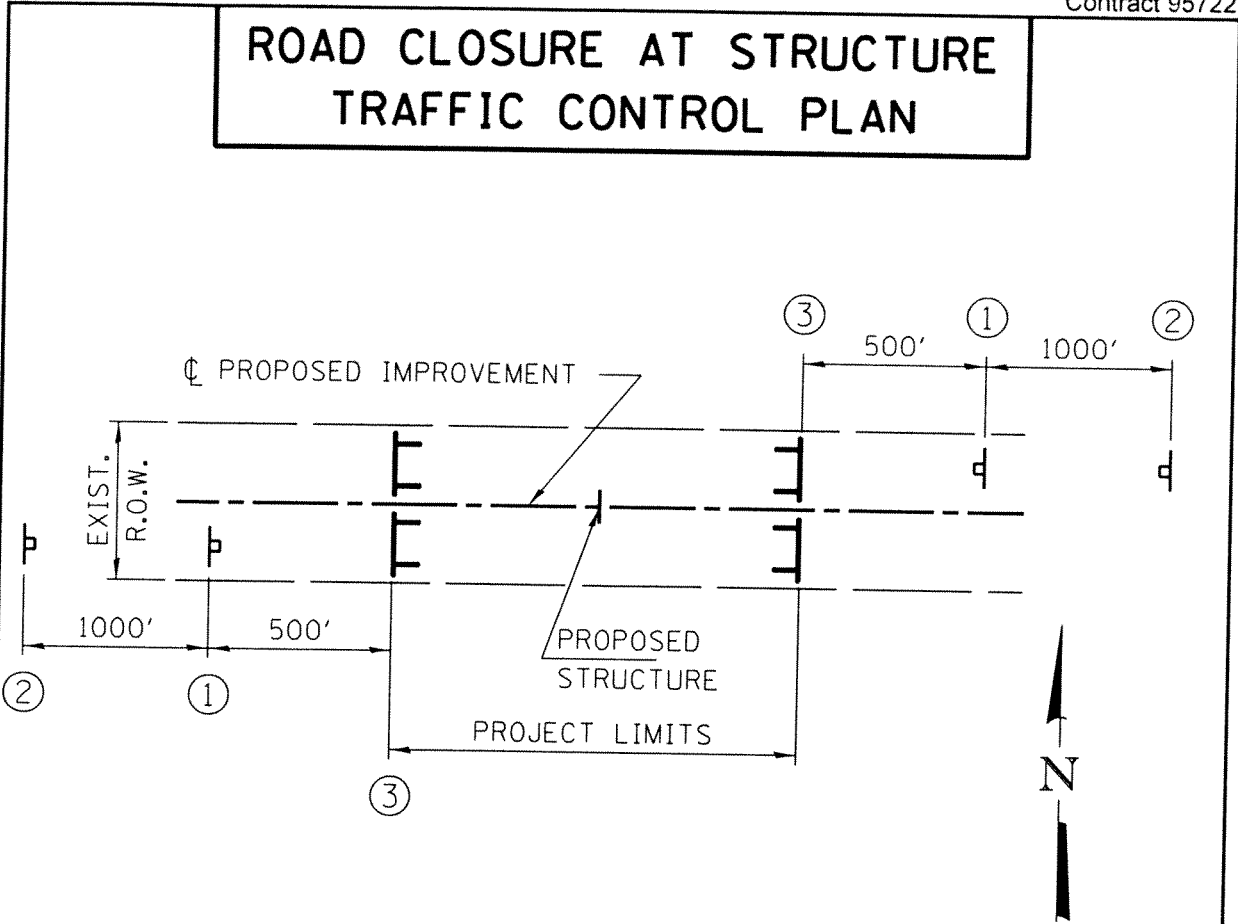 Contract 95722
ROAD CLOSURE AT STRUCTURE
TRAFFIC CONTROL PLAN
③
①
②
500'
1000'
℄ PROPOSED IMPROVEMENT
EXIST.
R.O.W.
1000'
500'
PROPOSED
STRUCTURE
②
①
PROJECT LIMITS
③
N